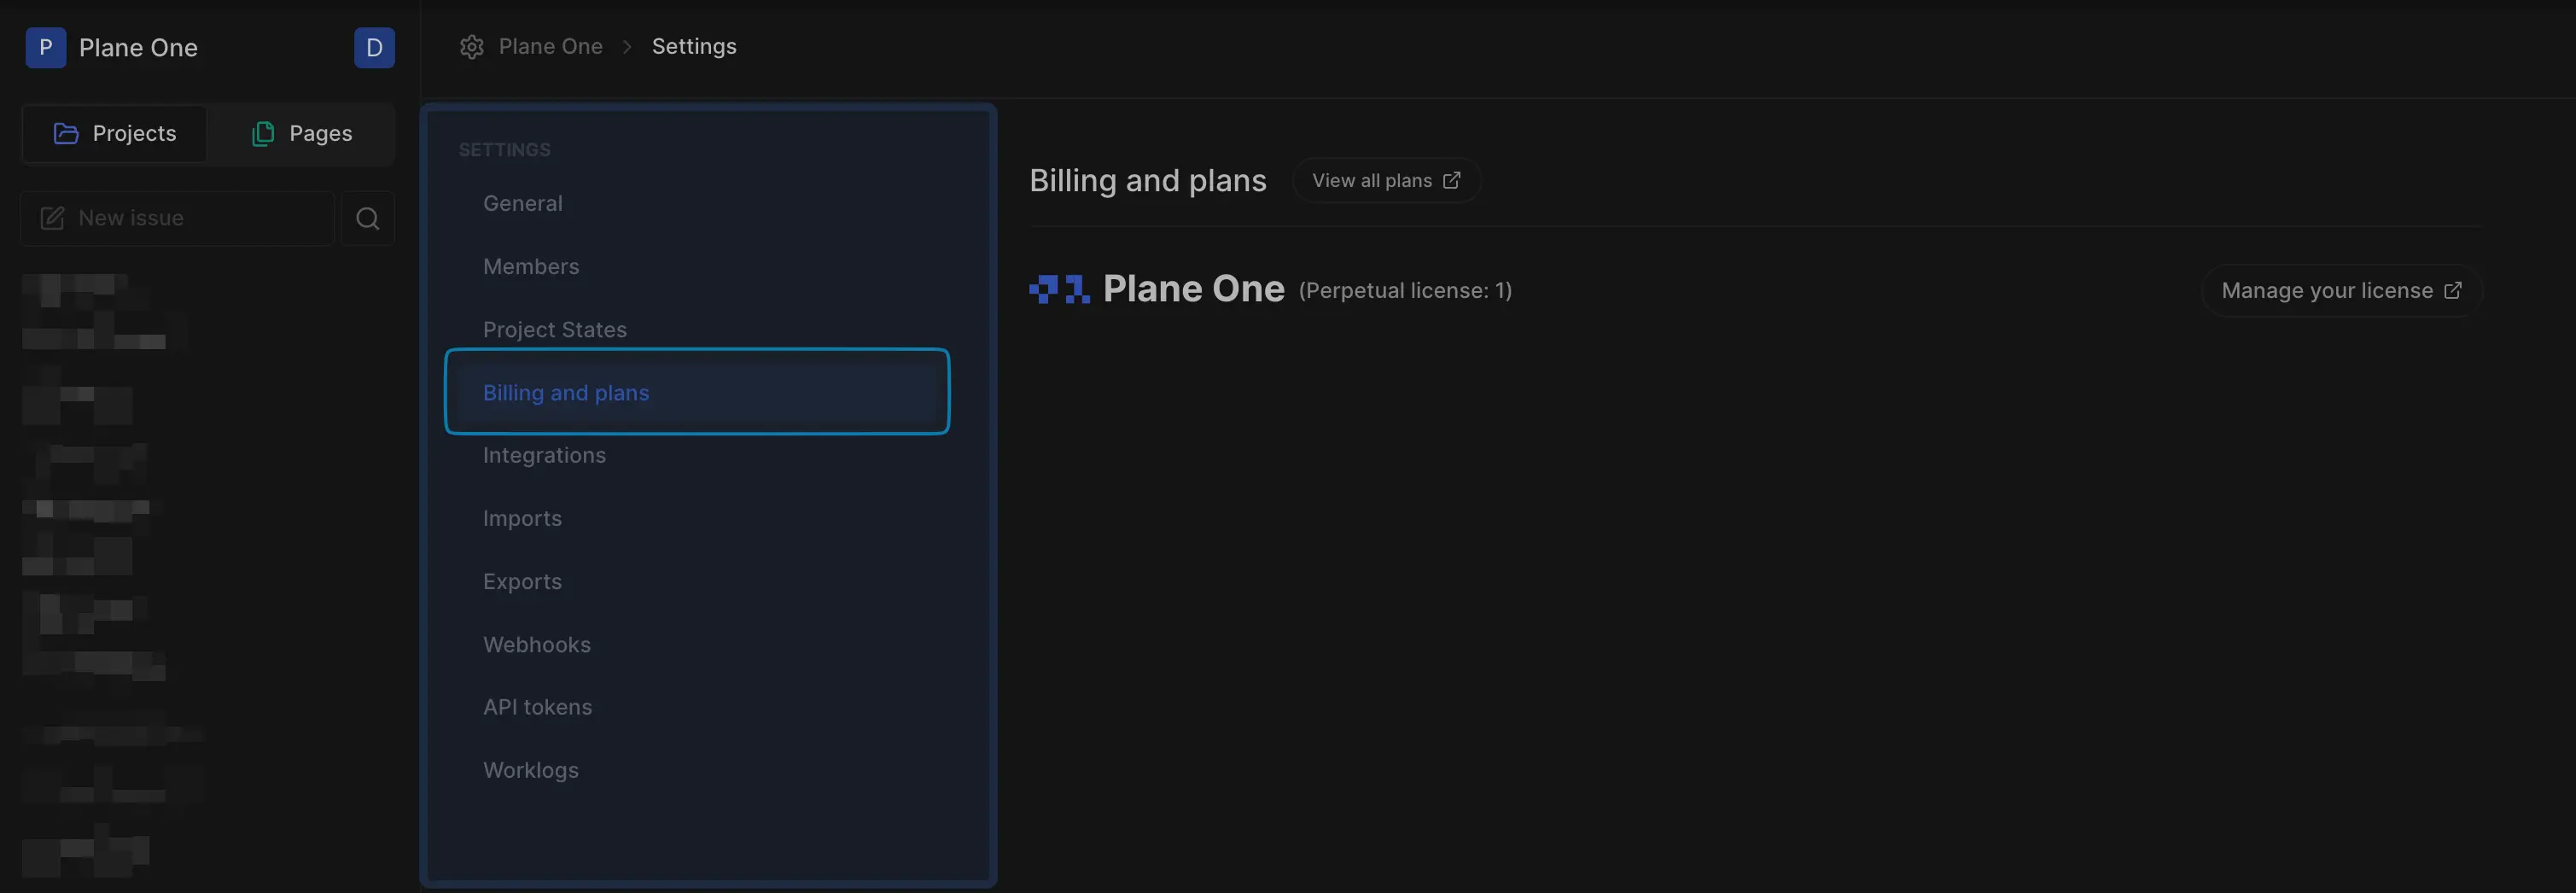 P Plane One D
Projects Pages
New issue
Plane One > Settings
SETTINGS
General
Members
Project States
Billing and plans
Integrations
Imports
Exports
Webhooks
API tokens
Worklogs
Billing and plans View all plans
Plane One (Perpetual license: 1) Manage your license